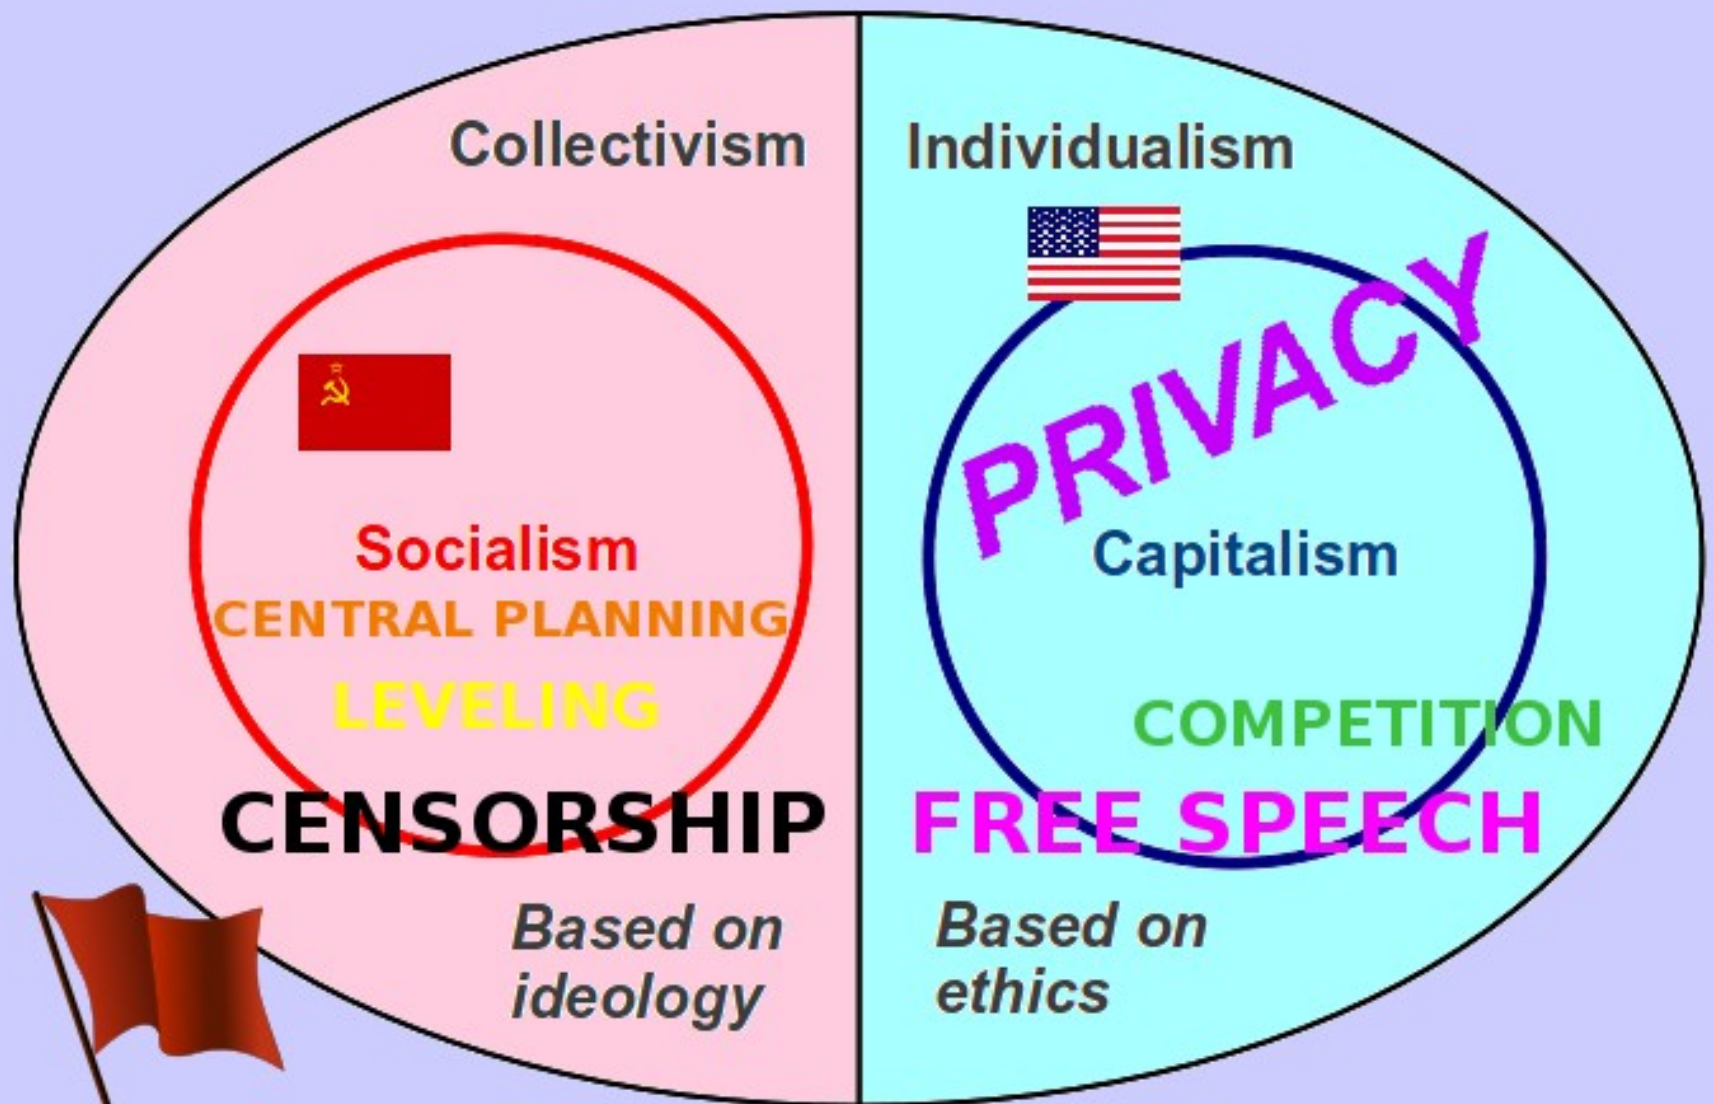 Collectivism
Individualism
PRIVACY
Socialism
Capitalism
CENTRAL PLANNING
LEVELING
COMPETITION
CENSORSHIP
FREE SPEECH
Based on
ideology
Based on
ethics